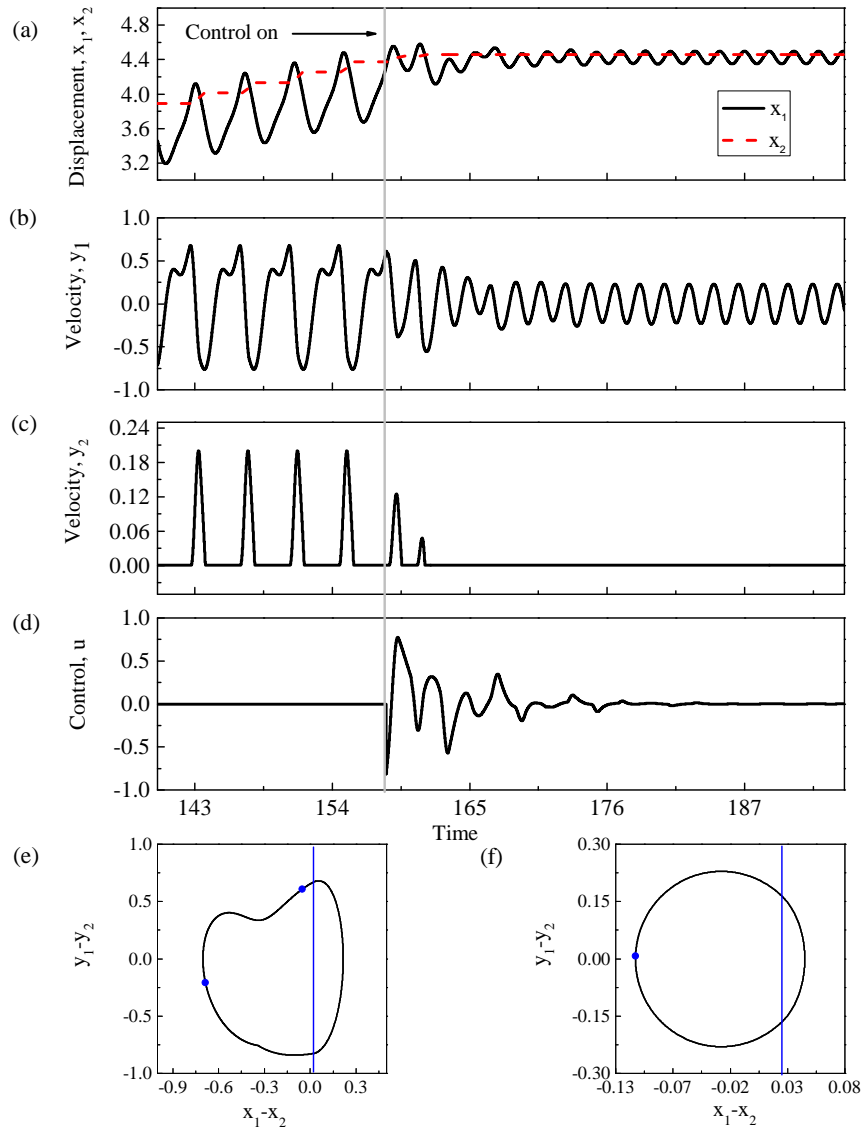 (a)
Displacement, x₁, x₂
4.8
4.4
4.0
3.6
3.2
Control on
x₁
x₂
(b)
Velocity, y1
1.0
0.5
0.0
-0.5
-1.0
(c)
Velocity, y₂
0.24
0.18
0.12
0.06
0.00
(d)
Control, u
1.0
0.5
0.0
-0.5
-1.0
143 154 165 176 187
Time
(e)
y₁-y₂
1.0
0.5
0.0
-0.5
-1.0
-0.9 -0.6 -0.3 0.0 0.3
x₁-x₂
(f)
y₁-y₂
0.30
0.15
0.00
-0.15
-0.30
-0.13 -0.07 -0.02 0.03 0.08
x₁-x₂